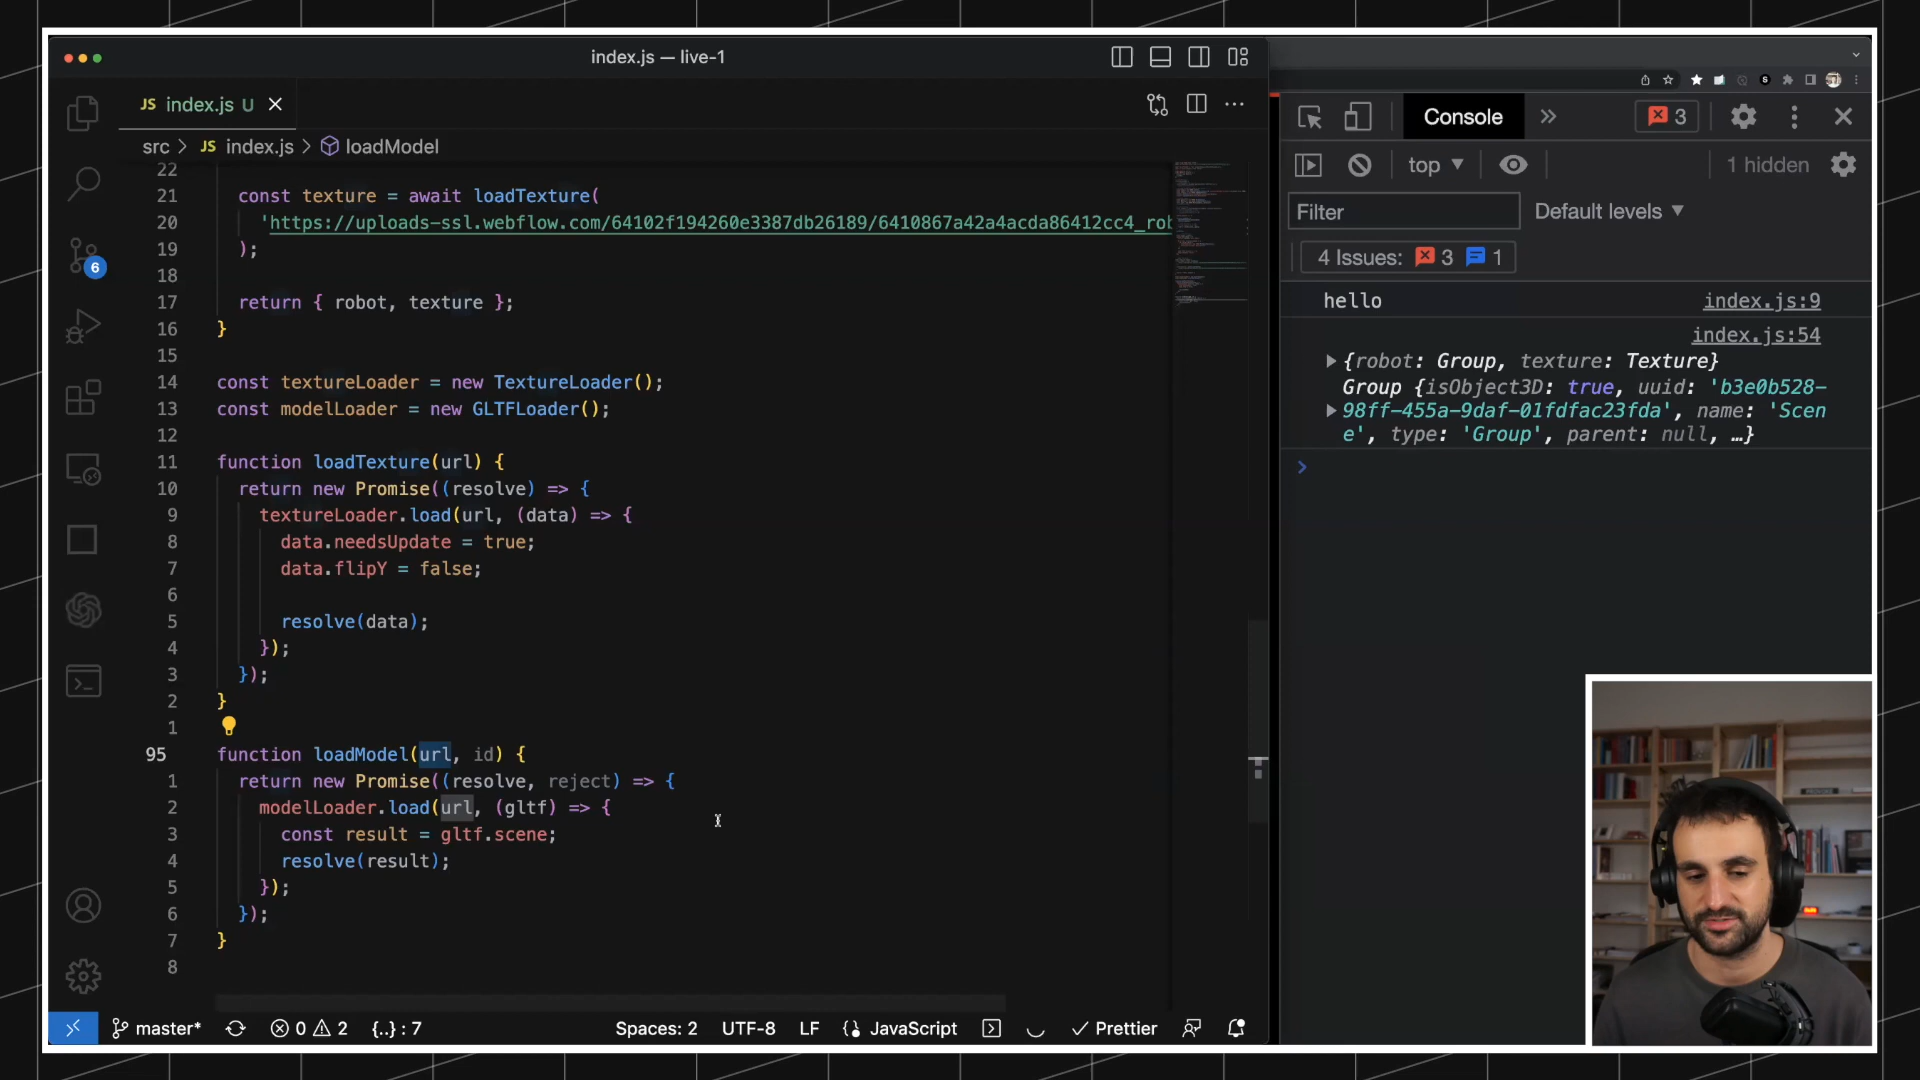 index.js — live-1
JS index.js U
src > JS index.js > loadModel
22
21 const texture = await loadTexture(
20 'https://uploads-ssl.webflow.com/64102f194260e3387db26189/6410867a42a4acda86412cc4_rob
19 );
18
17 return { robot, texture };
16 }
15
14 const textureLoader = new TextureLoader();
13 const modelLoader = new GLTFLoader();
12
11 function loadTexture(url) {
10 return new Promise((resolve) => {
9 textureLoader.load(url, (data) => {
8 data.needsUpdate = true;
7 data.flipY = false;
6
5 resolve(data);
4 });
3 });
2 }
1
95 function loadModel(url, id) {
1 return new Promise((resolve, reject) => {
2 modelLoader.load(url, (gltf) => {
3 const result = gltf.scene;
4 resolve(result);
5 });
6 });
7 }
8
6
master* 0 2 {..} : 7 Spaces: 2 UTF-8 LF JavaScript Prettier
Console 3
top 1 hidden
Filter Default levels
4 Issues: 3 1
hello index.js:9
index.js:54
{robot: Group, texture: Texture}
Group {isObject3D: true, uuid: 'b3e0b528-
98ff-455a-9daf-01fdfac23fda', name: 'Scen
e', type: 'Group', parent: null, …}